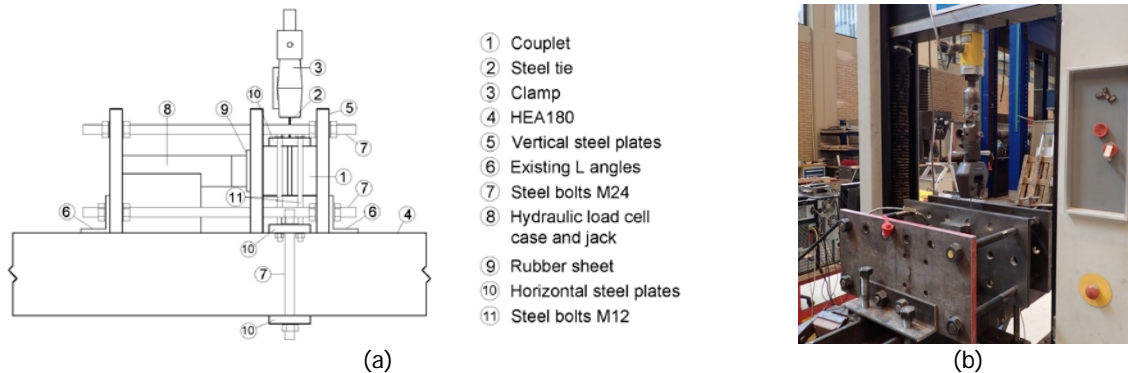 3
10
2
9
5
8
7
1
11
7
6
6
4
10
7
10
1 Couplet
2 Steel tie
3 Clamp
4 HEA180
5 Vertical steel plates
6 Existing L angles
7 Steel bolts M24
8 Hydraulic load cell
case and jack
9 Rubber sheet
10 Horizontal steel plates
11 Steel bolts M12
(a)
(b)